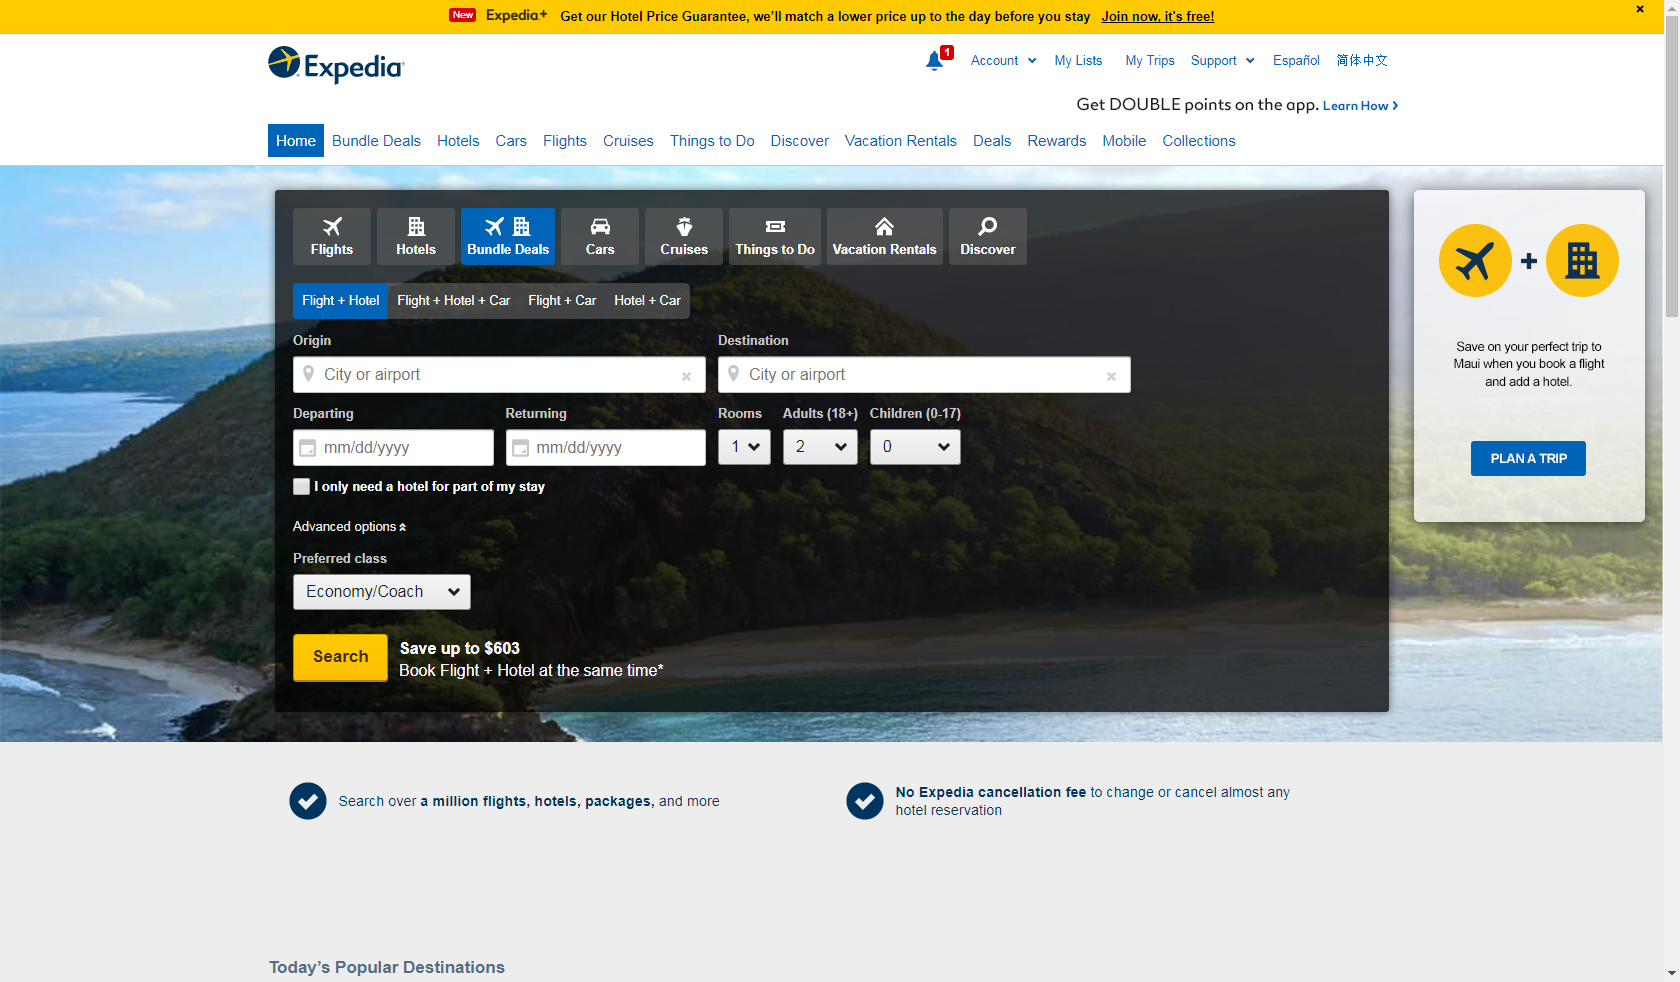 New Expedia+ Get our Hotel Price Guarantee, we'll match a lower price up to the day before you stay Join now, it's free!
Expedia
1 Account My Lists My Trips Support Español 简体中文
Get DOUBLE points on the app. Learn How
Home Bundle Deals Hotels Cars Flights Cruises Things to Do Discover Vacation Rentals Deals Rewards Mobile Collections
Flights Hotels Bundle Deals Cars Cruises Things to Do Vacation Rentals Discover
Flight + Hotel Flight + Hotel + Car Flight + Car Hotel + Car
Origin Destination
City or airport City or airport
Departing Returning Rooms Adults (18+) Children (0-17)
mm/dd/yyyy mm/dd/yyyy 1 2 0
I only need a hotel for part of my stay
Advanced options
Preferred class
Economy/Coach
Search
Save up to $603
Book Flight + Hotel at the same time*
Save on your perfect trip to
Maui when you book a flight
and add a hotel.
PLAN A TRIP
Search over a million flights, hotels, packages, and more
No Expedia cancellation fee to change or cancel almost any
hotel reservation
Today's Popular Destinations